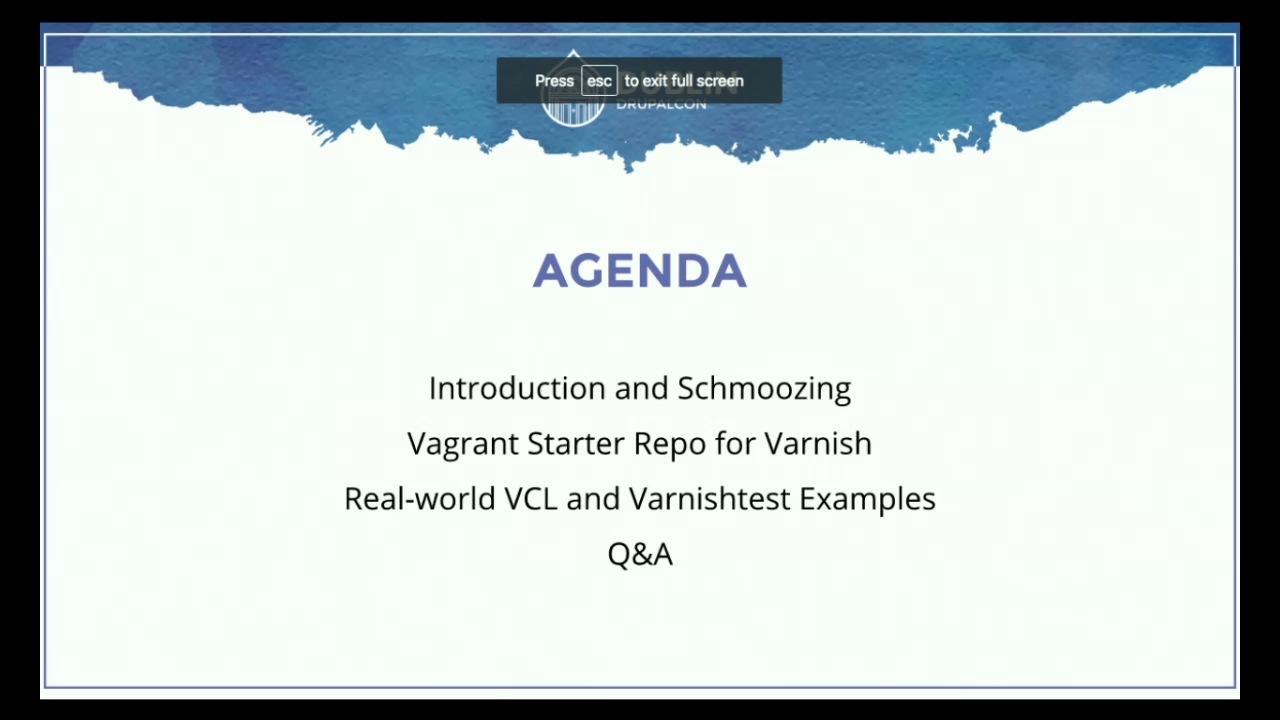 Press esc to exit full screen
DRUPALCON
AGENDA
Introduction and Schmoozing
Vagrant Starter Repo for Varnish
Real-world VCL and Varnishtest Examples
Q&A